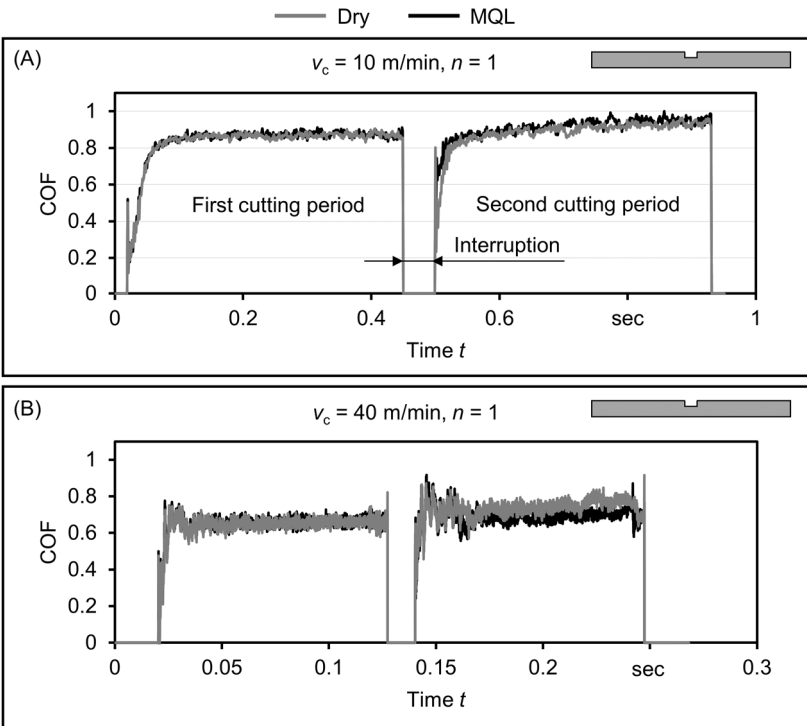 Dry MQL
(A)
vc = 10 m/min, n = 1
1
0.8
0.6
0.4
0.2
0
COF
First cutting period
Second cutting period
Interruption
0 0.2 0.4 0.6 sec 1
Time t
(B)
vc = 40 m/min, n = 1
1
0.8
0.6
0.4
0.2
0
COF
0 0.05 0.1 0.15 0.2 sec 0.3
Time t